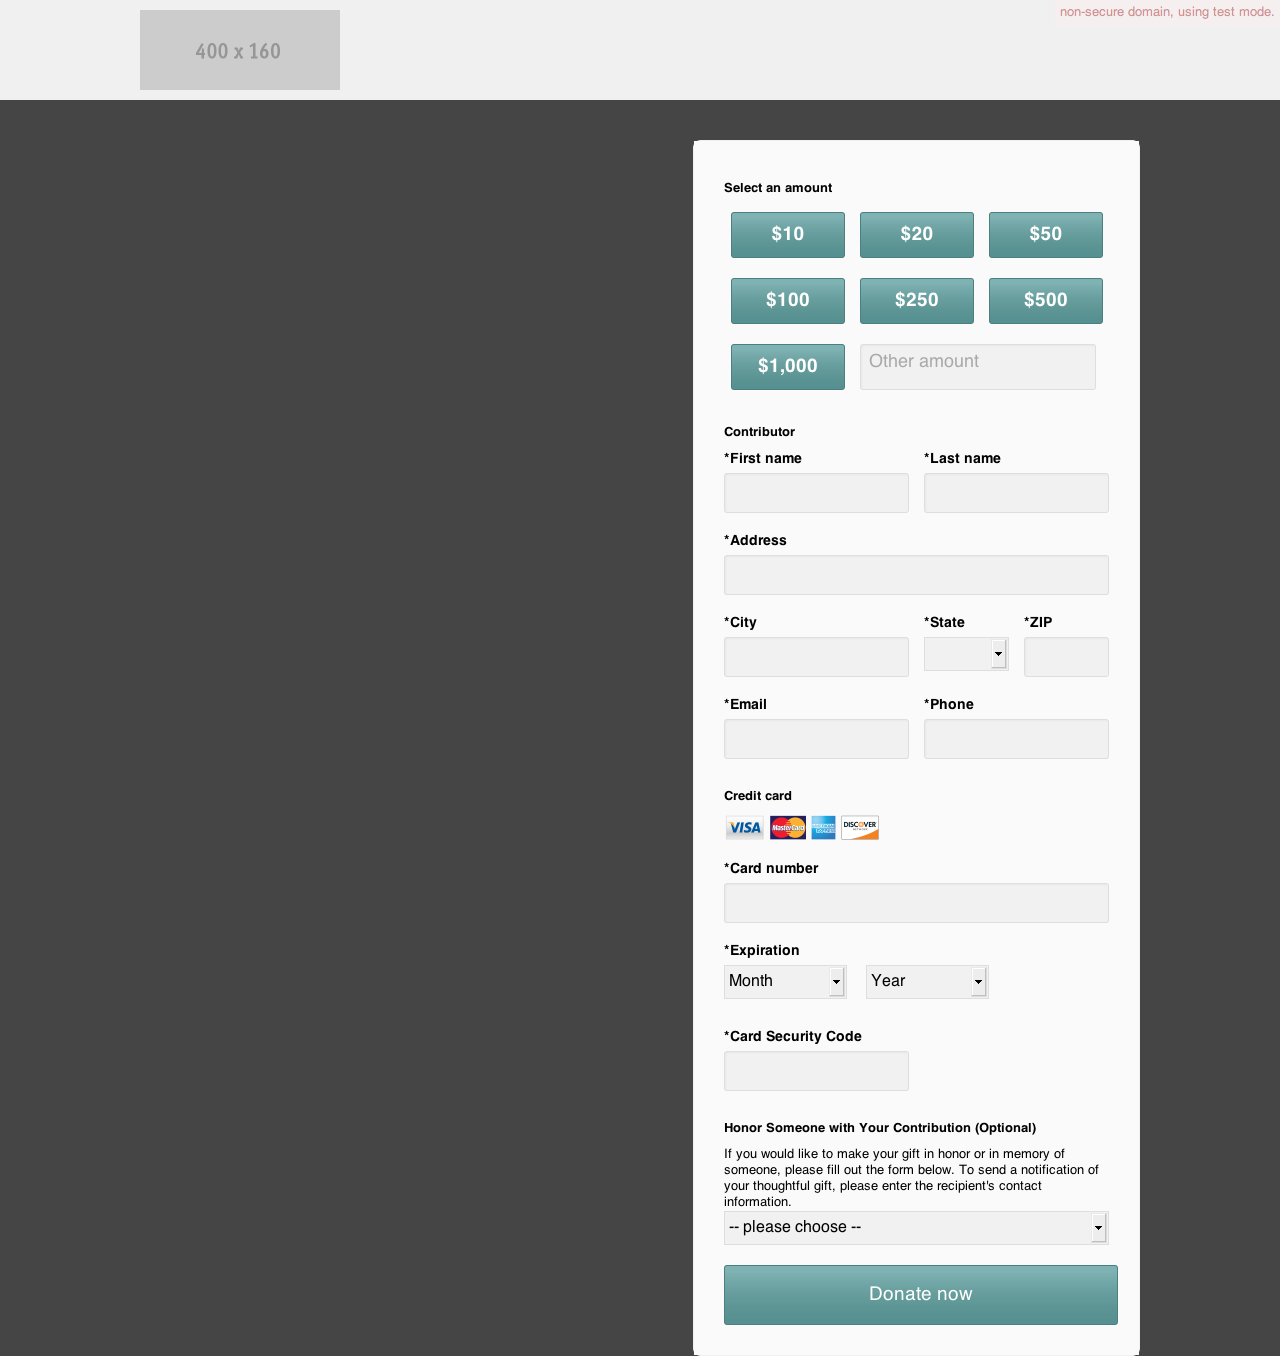 non-secure domain, using test mode.
400 x 160
Select an amount
$10 $20 $50
$100 $250 $500
$1,000 Other amount
Contributor
*First name *Last name
*Address
*City *State *ZIP
*Email *Phone
Credit card
VISA MasterCard AMERICAN EXPRESS DISCOVER
*Card number
*Expiration
Month Year
*Card Security Code
Honor Someone with Your Contribution (Optional)
If you would like to make your gift in honor or in memory of
someone, please fill out the form below. To send a notification of
your thoughtful gift, please enter the recipient's contact
information.
-- please choose --
Donate now